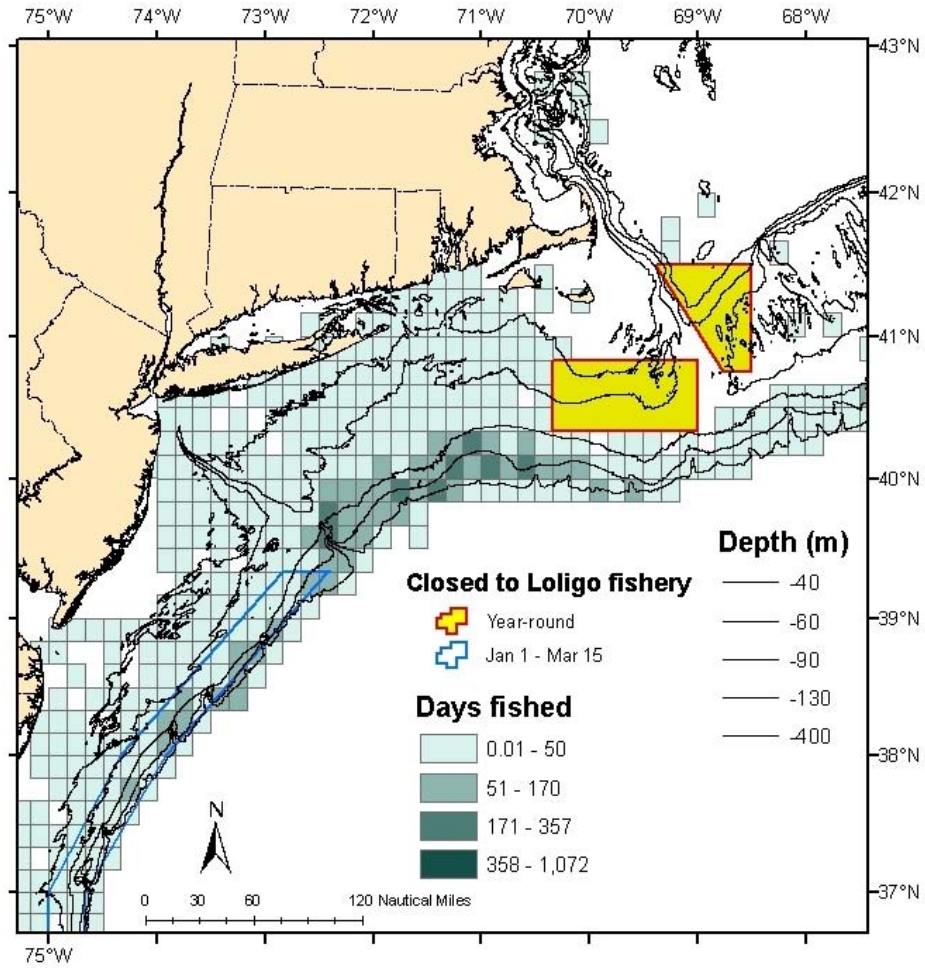 75°W 74°W 73°W 72°W 71°W 70°W 69°W 68°W
43°N
42°N
41°N
40°N
39°N
38°N
37°N
Depth (m)
-40
-60
-90
-130
-400
Closed to Loligo fishery
Year-round
Jan 1 - Mar 15
Days fished
0.01 - 50
51 - 170
171 - 357
358 - 1,072
N
0 30 60 120 Nautical Miles
75°W